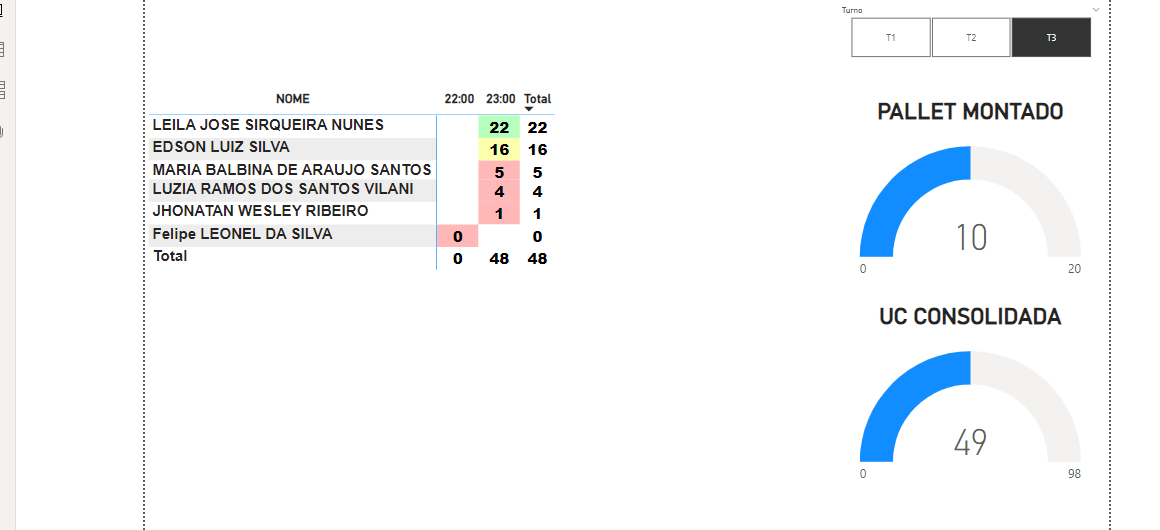 Turno
T1 T2 T3
NOME 22:00 23:00 Total
LEILA JOSE SIRQUEIRA NUNES 22 22
EDSON LUIZ SILVA 16 16
MARIA BALBINA DE ARAUJO SANTOS 5 5
LUZIA RAMOS DOS SANTOS VILANI 4 4
JHONATAN WESLEY RIBEIRO 1 1
Felipe LEONEL DA SILVA 0 0
Total 0 48 48
PALLET MONTADO
10
0 20
UC CONSOLIDADA
49
0 98